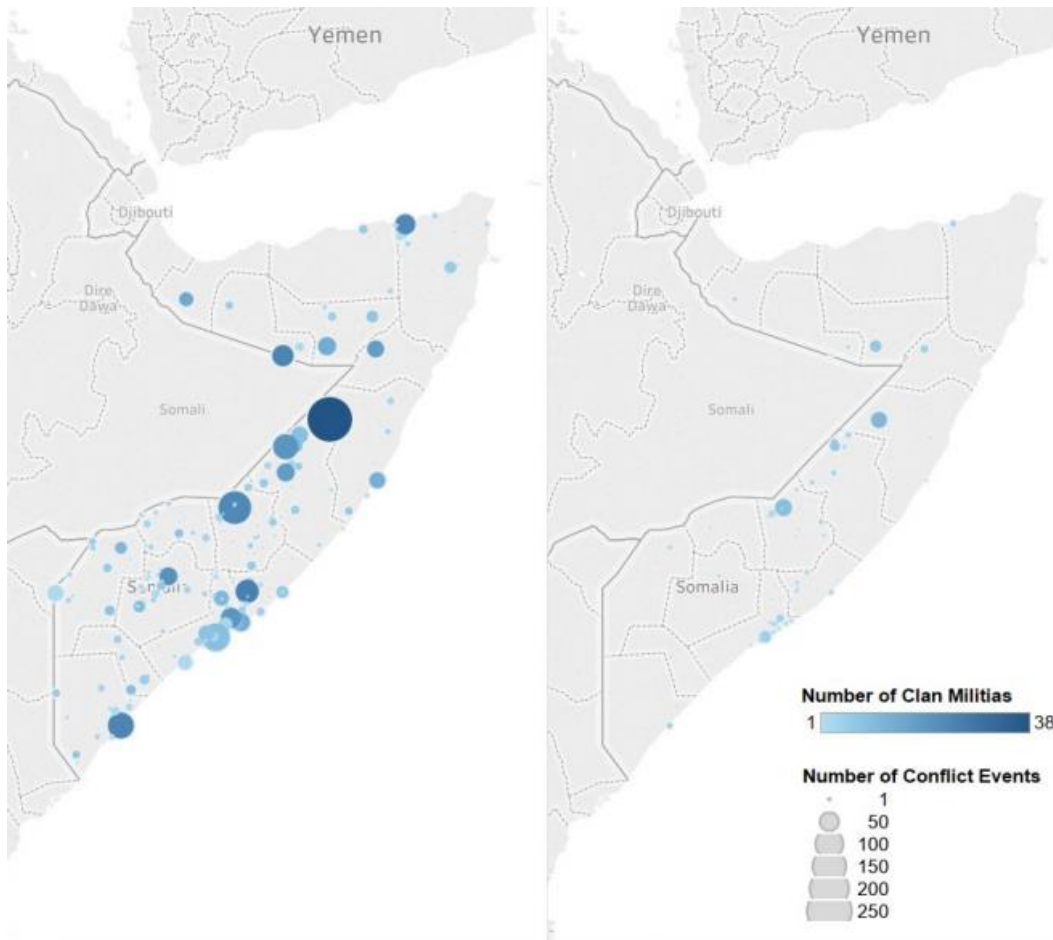 Yemen
Djibouti
Dire
Dawa
Somali
Yemen
Djibouti
Dire
Dawa
Somali
Somalia
Number of Clan Militias
1 38
Number of Conflict Events
1
50
100
150
200
250